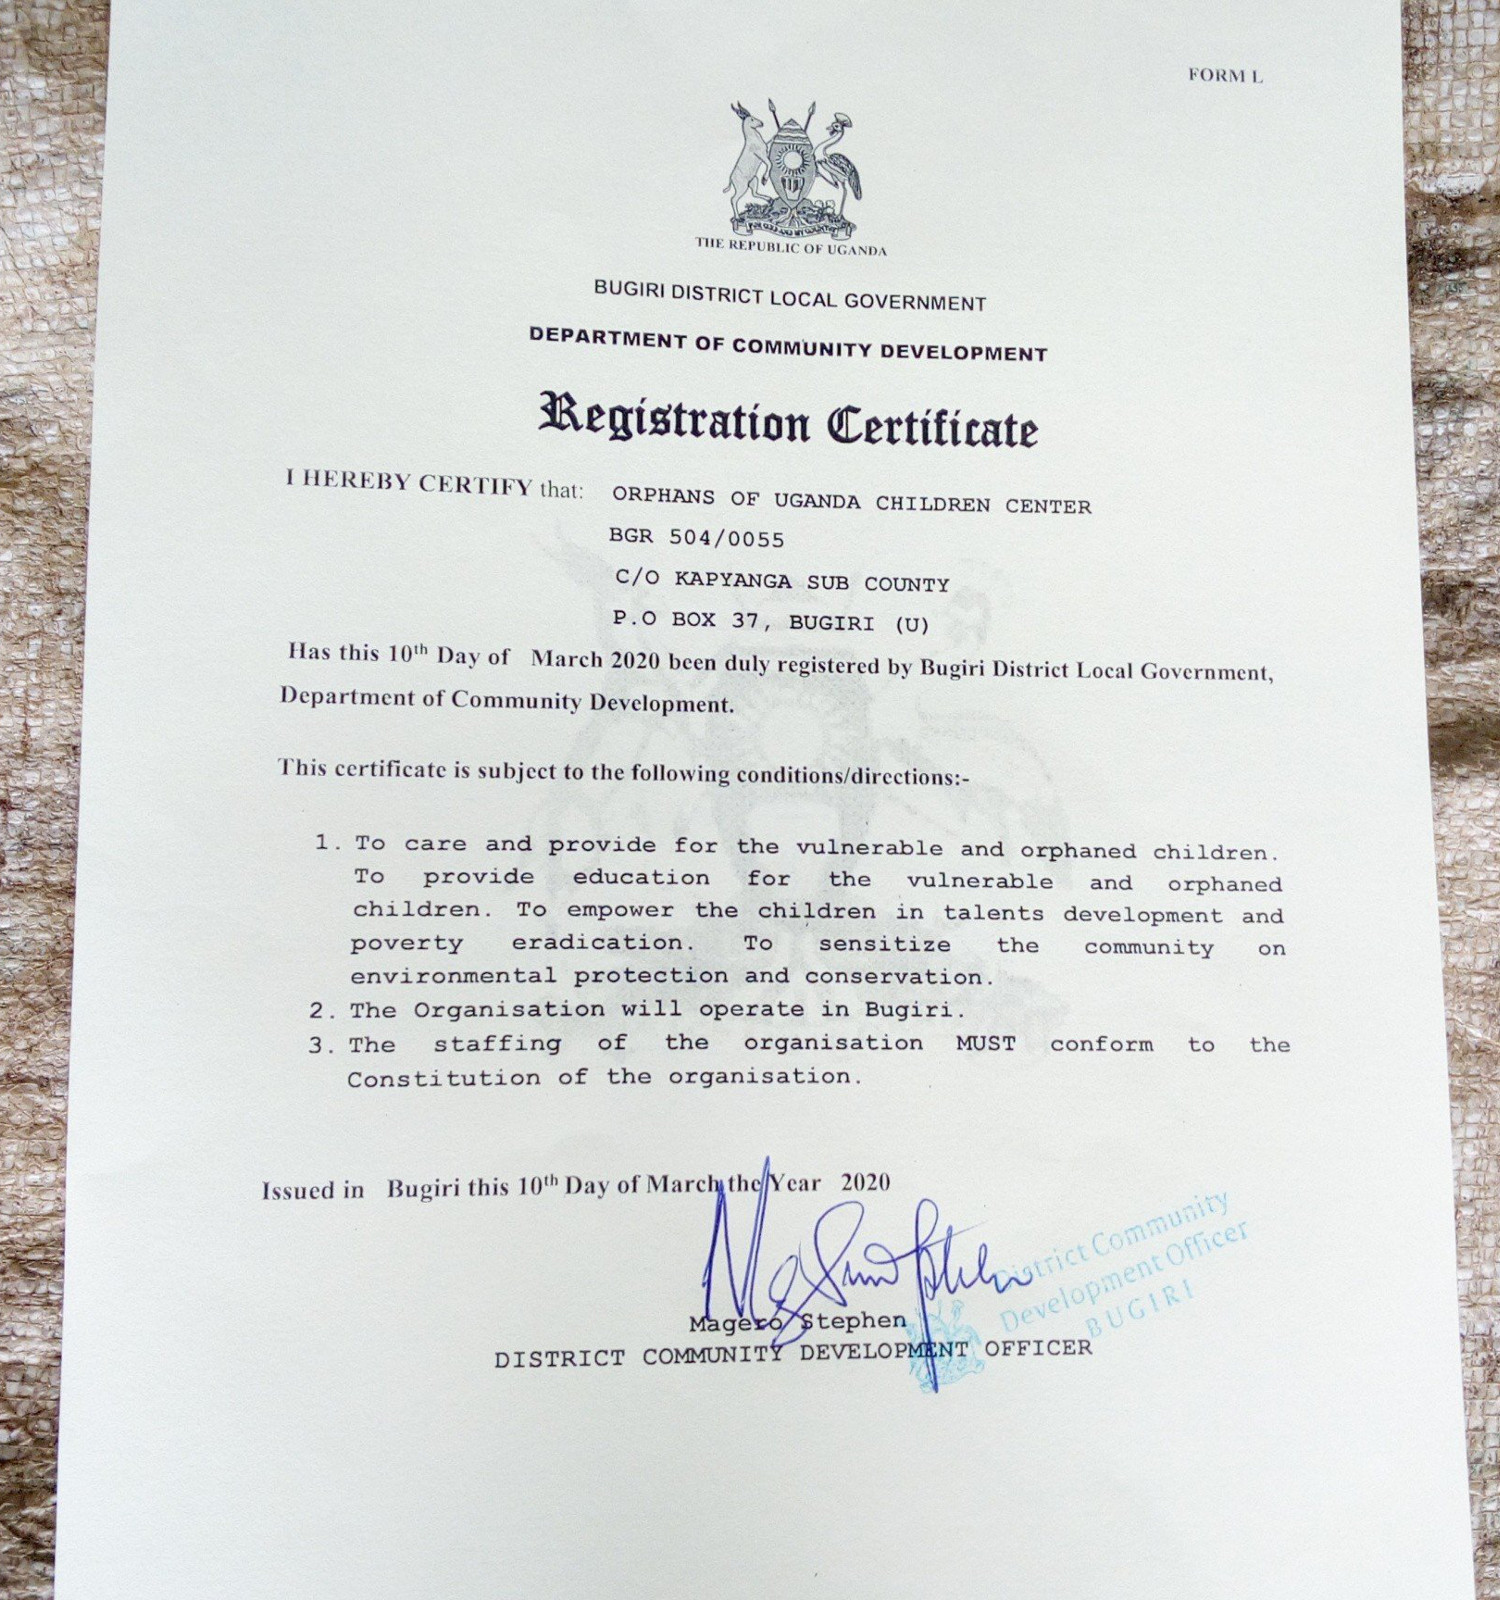 FORM L
THE REPUBLIC OF UGANDA
BUGIRI DISTRICT LOCAL GOVERNMENT
DEPARTMENT OF COMMUNITY DEVELOPMENT
Registration Certificate
I HEREBY CERTIFY that: ORPHANS OF UGANDA CHILDREN CENTER
BGR 504/0055
C/O KAPYANGA SUB COUNTY
P.O BOX 37, BUGIRI (U)
Has this 10th Day of March 2020 been duly registered by Bugiri District Local Government,
Department of Community Development.
This certificate is subject to the following conditions/directions:-
1. To care and provide for the vulnerable and orphaned children.
To provide education for the vulnerable and orphaned
children. To empower the children in talents development and
poverty eradication. To sensitize the community on
environmental protection and conservation.
2. The Organisation will operate in Bugiri.
3. The staffing of the organisation MUST conform to the
Constitution of the organisation.
Issued in Bugiri this 10th Day of March the Year 2020
District Community
Development Officer
BUGIRI
Magero Stephen
DISTRICT COMMUNITY DEVELOPMENT OFFICER